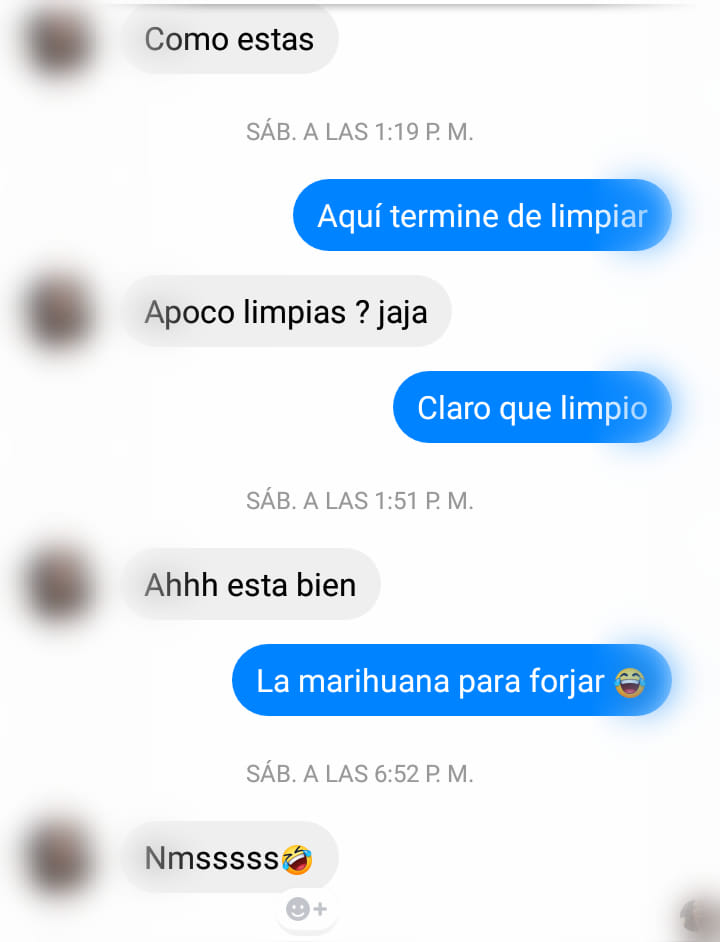 Como estas
SÁB. A LAS 1:19 P. M.
Aquí termine de limpiar
Apoco limpias ? jaja
Claro que limpio
SÁB. A LAS 1:51 P. M.
Ahhh esta bien
La marihuana para forjar 😂
SÁB. A LAS 6:52 P. M.
Nmsssss🤣